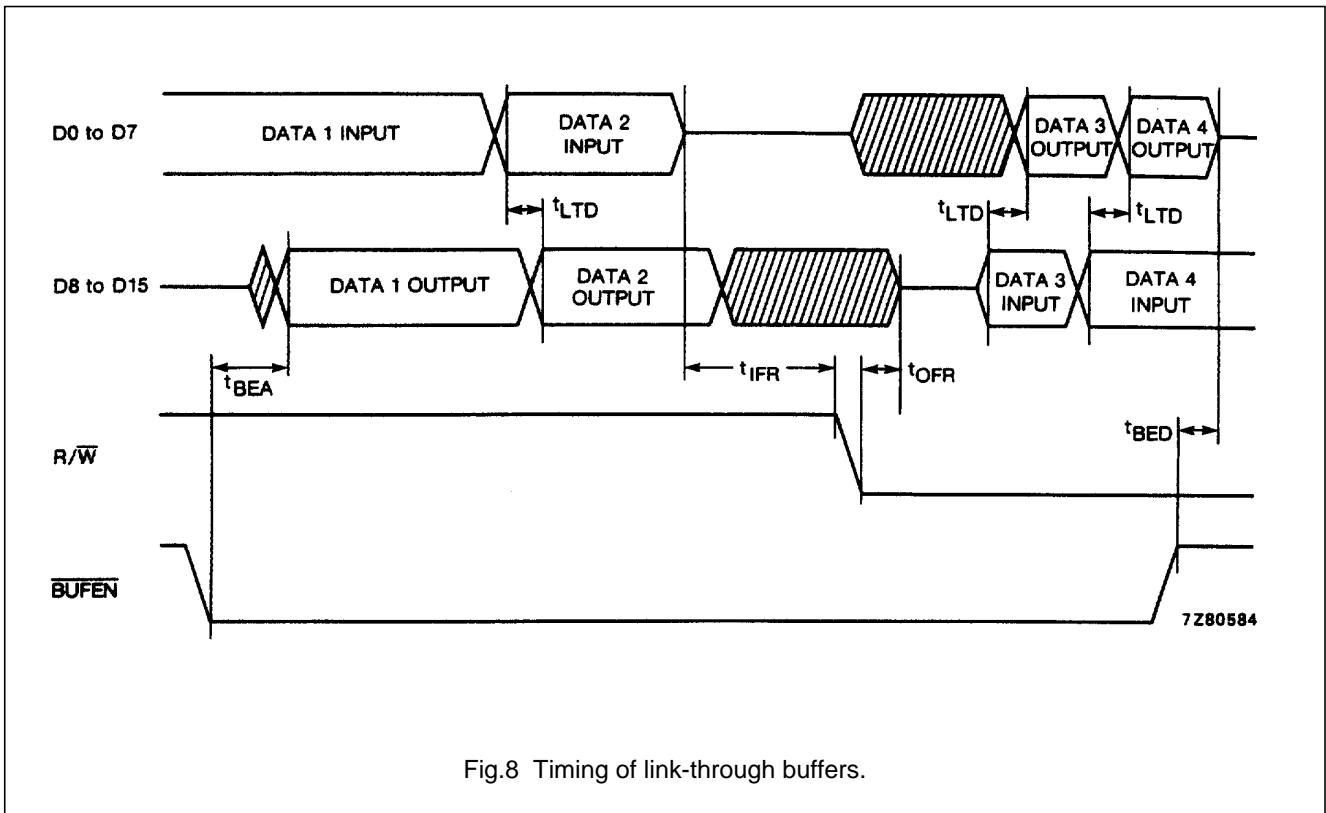 D0 to D7
DATA 1 INPUT
DATA 2
INPUT
DATA 3
OUTPUT
DATA 4
OUTPUT
tLTD
tLTD
tLTD
D8 to D15
DATA 1 OUTPUT
DATA 2
OUTPUT
DATA 3
INPUT
DATA 4
INPUT
tBEA
tIFR
tOFR
tBED
R/W̅
B̅U̅F̅E̅N̅
7Z80584
Fig.8 Timing of link-through buffers.